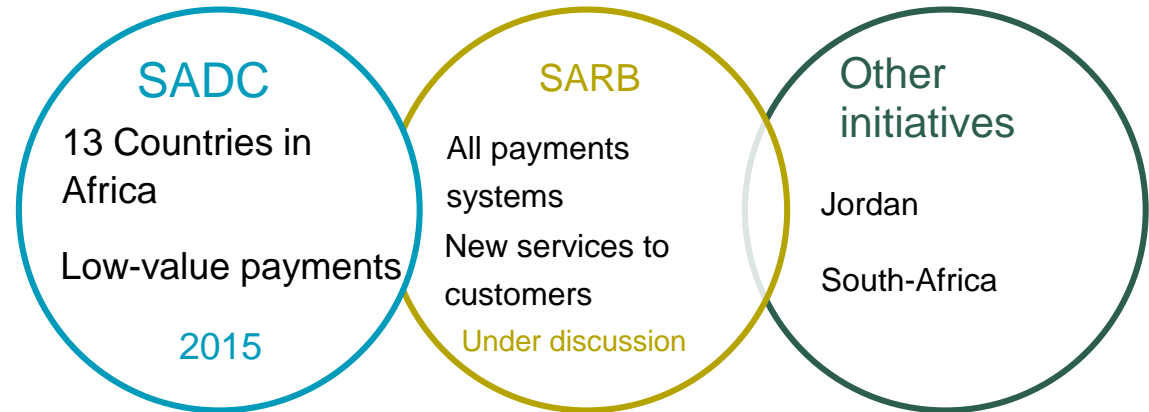 SADC
13 Countries in
Africa
Low-value payments
2015
SARB
All payments
systems
New services to
customers
Under discussion
Other
initiatives
Jordan
South-Africa